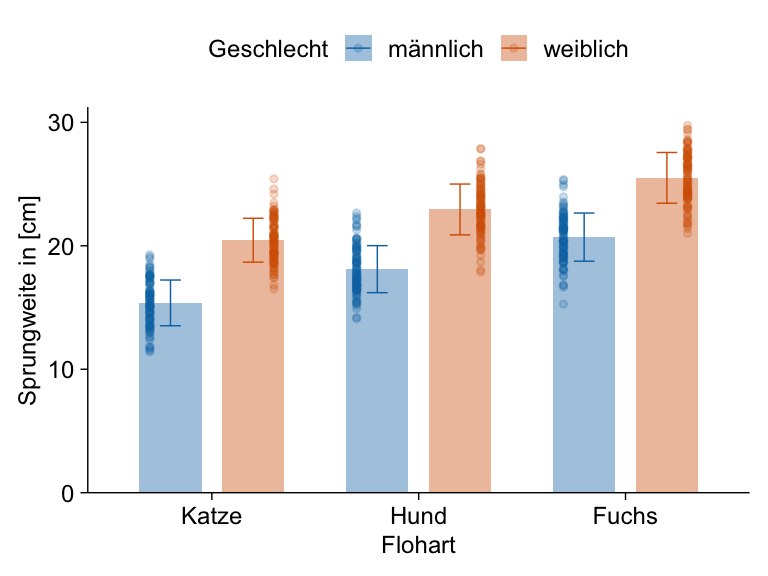 Geschlecht männlich weiblich
Sprungweite in [cm]
30
20
10
0
Katze Hund Fuchs
Flohart